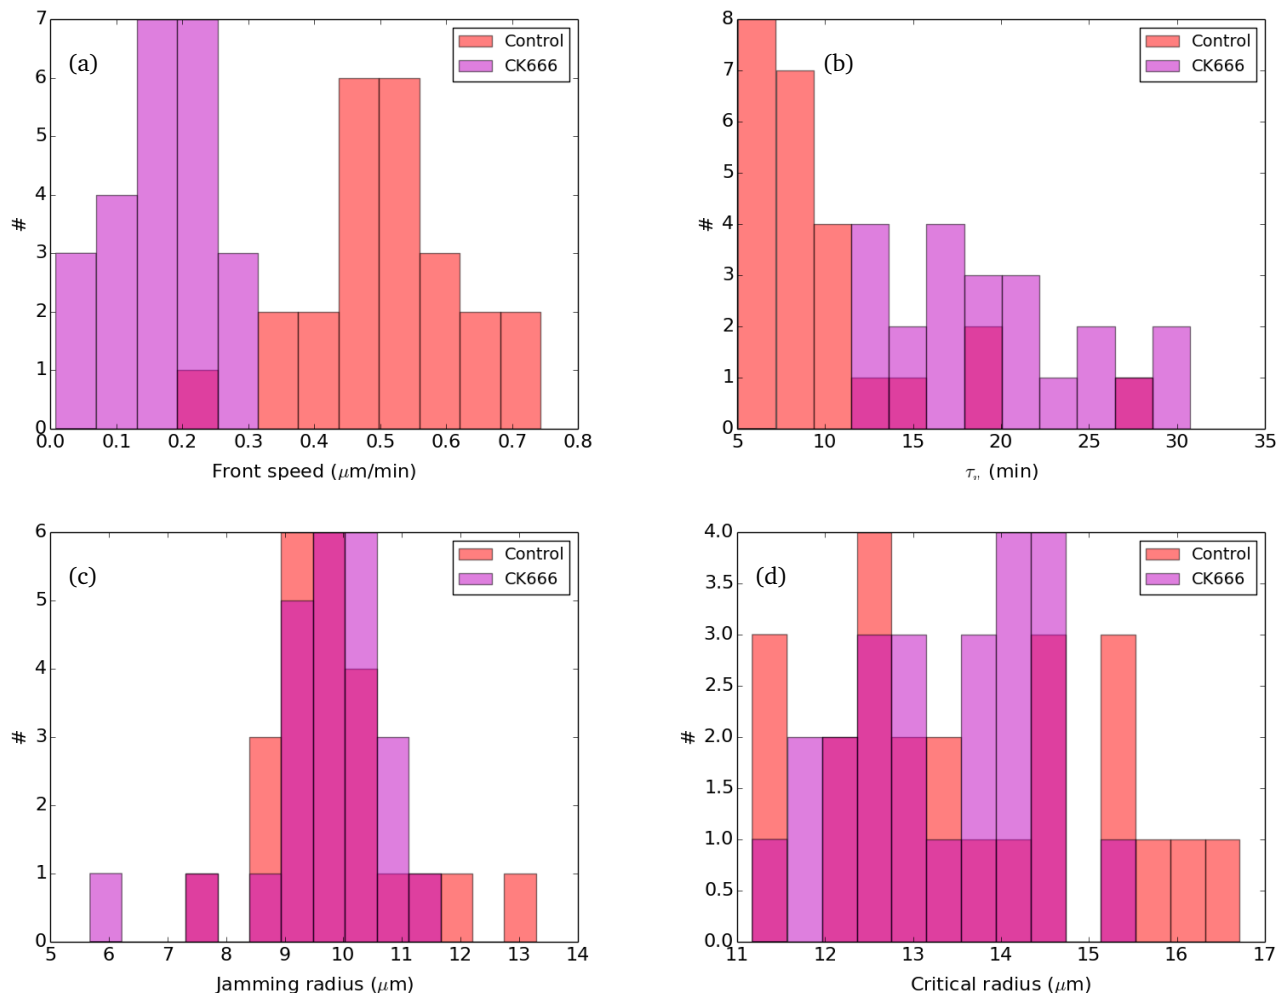 7
6
5
4
3
2
1
0
#
(a)
Control
CK666
0.0 0.1 0.2 0.3 0.4 0.5 0.6 0.7 0.8
Front speed (μm/min)
8
7
6
5
4
3
2
1
0
#
(b)
Control
CK666
5 10 15 20 25 30 35
(min)
6
5
4
3
2
1
0
#
(c)
Control
CK666
5 6 7 8 9 10 11 12 13 14
Jamming radius (μm)
4.0
3.5
3.0
2.5
2.0
1.5
1.0
0.5
0.0
#
(d)
Control
CK666
11 12 13 14 15 16 17
Critical radius (μm)